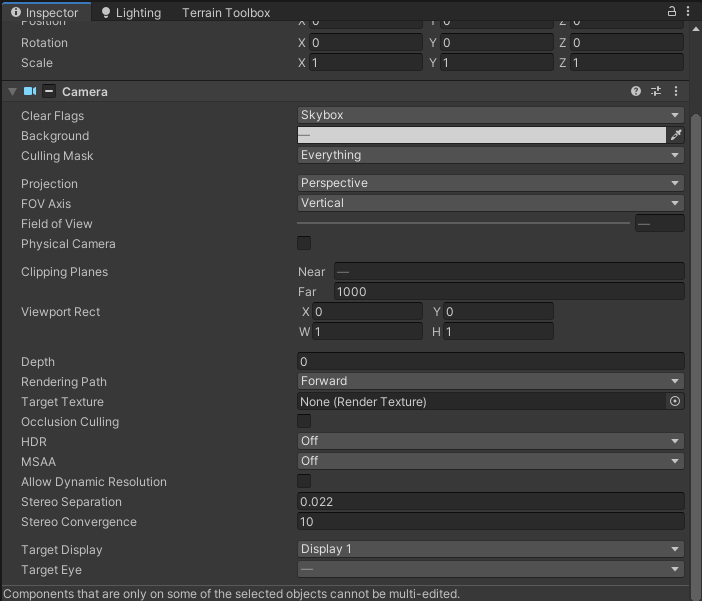 Inspector Lighting Terrain Toolbox
Position X 0 Y 0 Z 0
Rotation X 0 Y 0 Z 0
Scale X 1 Y 1 Z 1
Camera
Clear Flags Skybox
Background —
Culling Mask Everything
Projection Perspective
FOV Axis Vertical
Field of View —
Physical Camera
Clipping Planes Near —
Far 1000
Viewport Rect X 0 Y 0
W 1 H 1
Depth 0
Rendering Path Forward
Target Texture None (Render Texture)
Occlusion Culling
HDR Off
MSAA Off
Allow Dynamic Resolution
Stereo Separation 0.022
Stereo Convergence 10
Target Display Display 1
Target Eye —
Components that are only on some of the selected objects cannot be multi-edited.